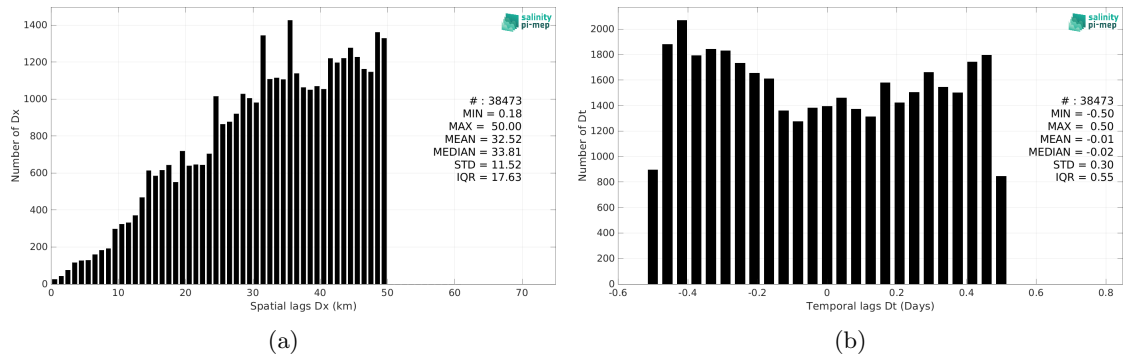 1400
1200
1000
800
600
400
200
0
Number of Dx
0 10 20 30 40 50 60 70
Spatial lags Dx (km)
salinity
pi-mep
# : 38473
MIN = 0.18
MAX = 50.00
MEAN = 32.52
MEDIAN = 33.81
STD = 11.52
IQR = 17.63
(a)
2000
1800
1600
1400
1200
1000
800
600
400
200
0
Number of Dt
-0.6 -0.4 -0.2 0 0.2 0.4 0.6 0.8
Temporal lags Dt (Days)
salinity
pi-mep
# : 38473
MIN = -0.50
MAX = 0.50
MEAN = -0.01
MEDIAN = -0.02
STD = 0.30
IQR = 0.55
(b)